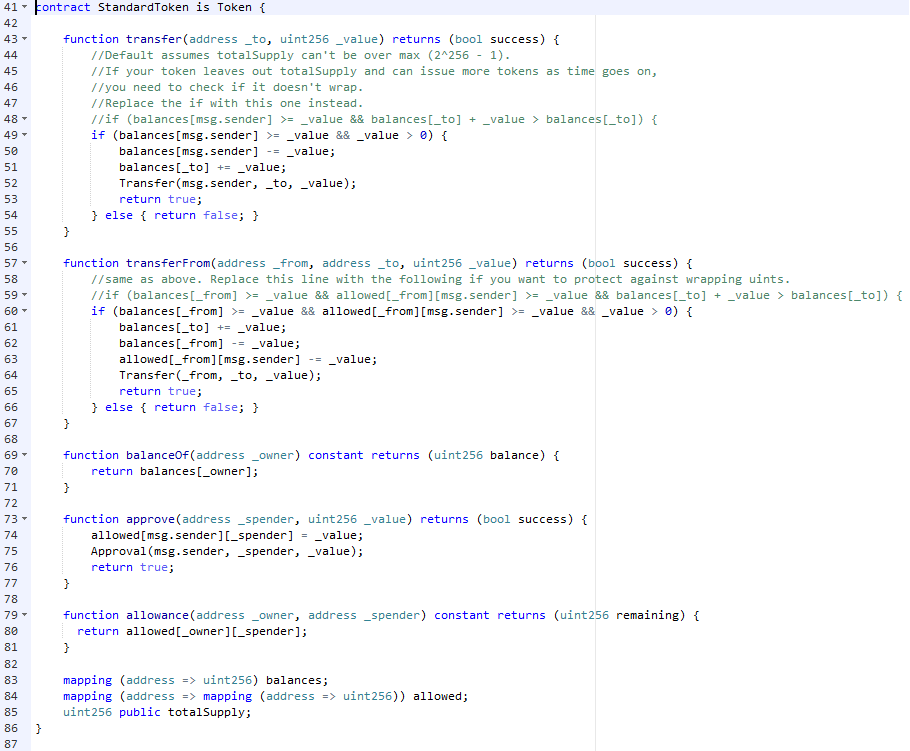 41 contract StandardToken is Token {
42
43     function transfer(address _to, uint256 _value) returns (bool success) {
44         //Default assumes totalSupply can't be over max (2^256 - 1).
45         //If your token leaves out totalSupply and can issue more tokens as time goes on,
46         //you need to check if it doesn't wrap.
47         //Replace the if with this one instead.
48         //if (balances[msg.sender] >= _value && balances[_to] + _value > balances[_to]) {
49         if (balances[msg.sender] >= _value && _value > 0) {
50             balances[msg.sender] -= _value;
51             balances[_to] += _value;
52             Transfer(msg.sender, _to, _value);
53             return true;
54         } else { return false; }
55     }
56
57     function transferFrom(address _from, address _to, uint256 _value) returns (bool success) {
58         //same as above. Replace this line with the following if you want to protect against wrapping uints.
59         //if (balances[_from] >= _value && allowed[_from][msg.sender] >= _value && balances[_to] + _value > balances[_to]) {
60         if (balances[_from] >= _value && allowed[_from][msg.sender] >= _value && _value > 0) {
61             balances[_to] += _value;
62             balances[_from] -= _value;
63             allowed[_from][msg.sender] -= _value;
64             Transfer(_from, _to, _value);
65             return true;
66         } else { return false; }
67     }
68
69     function balanceOf(address _owner) constant returns (uint256 balance) {
70         return balances[_owner];
71     }
72
73     function approve(address _spender, uint256 _value) returns (bool success) {
74         allowed[msg.sender][_spender] = _value;
75         Approval(msg.sender, _spender, _value);
76         return true;
77     }
78
79     function allowance(address _owner, address _spender) constant returns (uint256 remaining) {
80       return allowed[_owner][_spender];
81     }
82
83     mapping (address => uint256) balances;
84     mapping (address => mapping (address => uint256)) allowed;
85     uint256 public totalSupply;
86 }
87